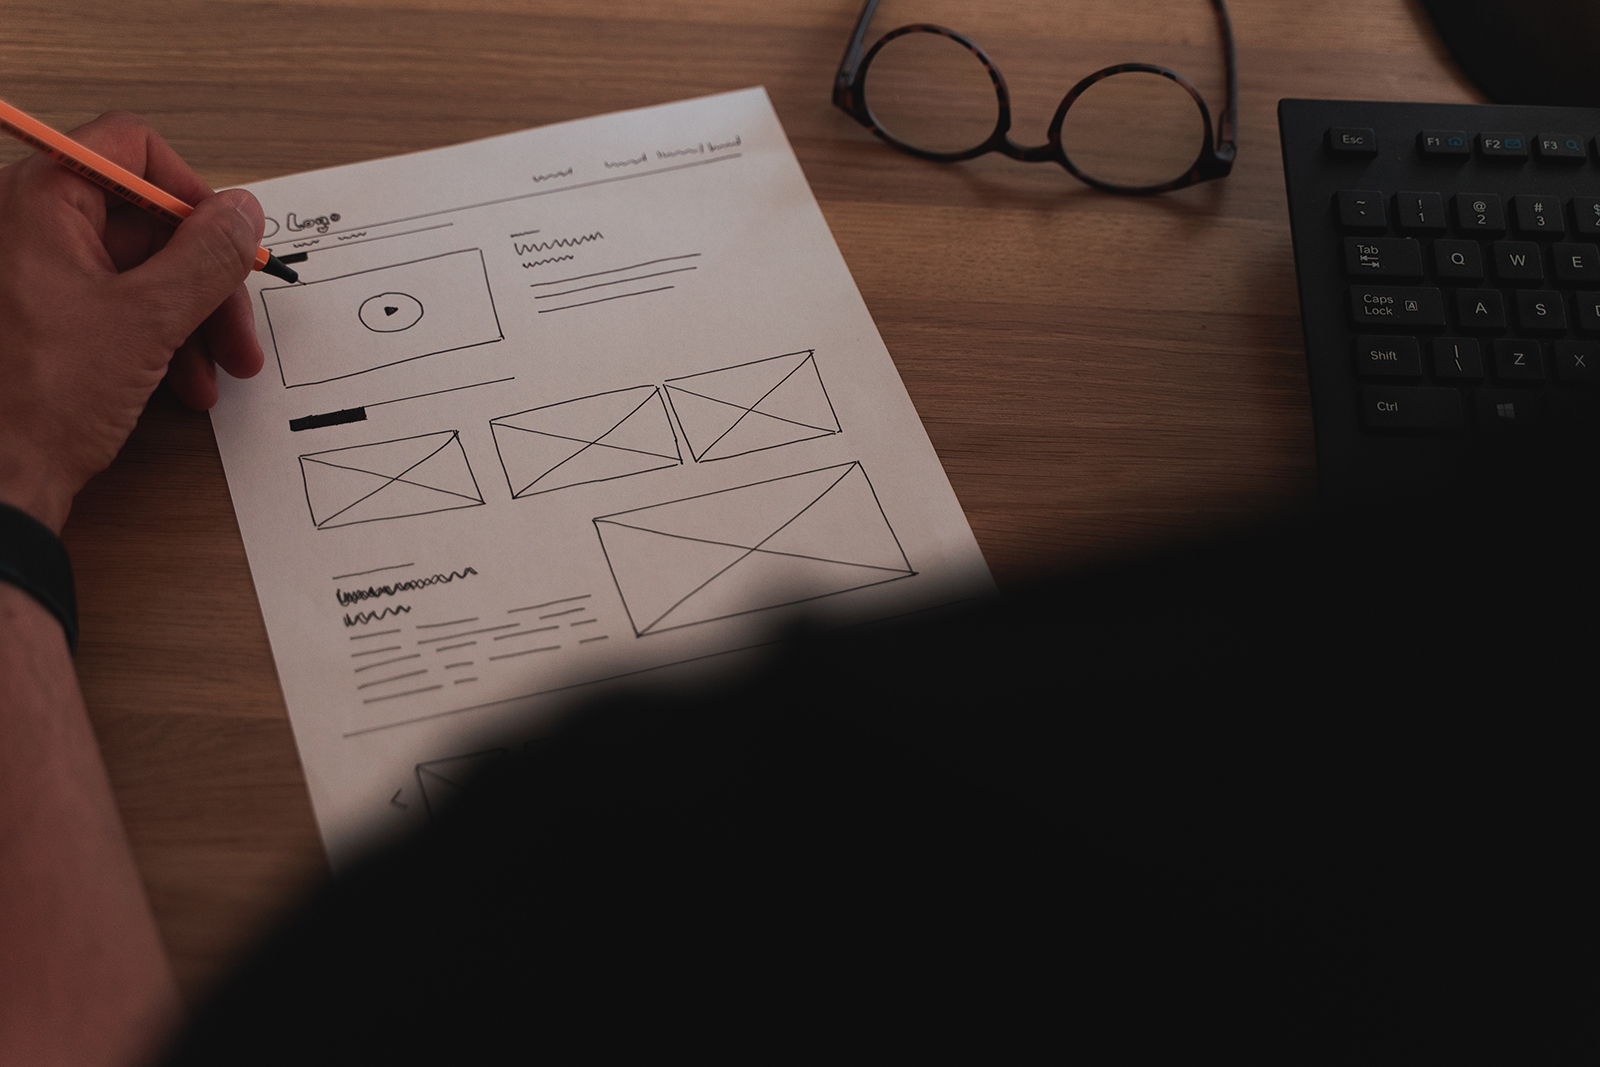 Logo
Esc F1 F2 F3
~ ` ! 1 @ 2 # 3 $
Tab Q W E
Caps Lock A A S
Shift | \ Z X
Ctrl